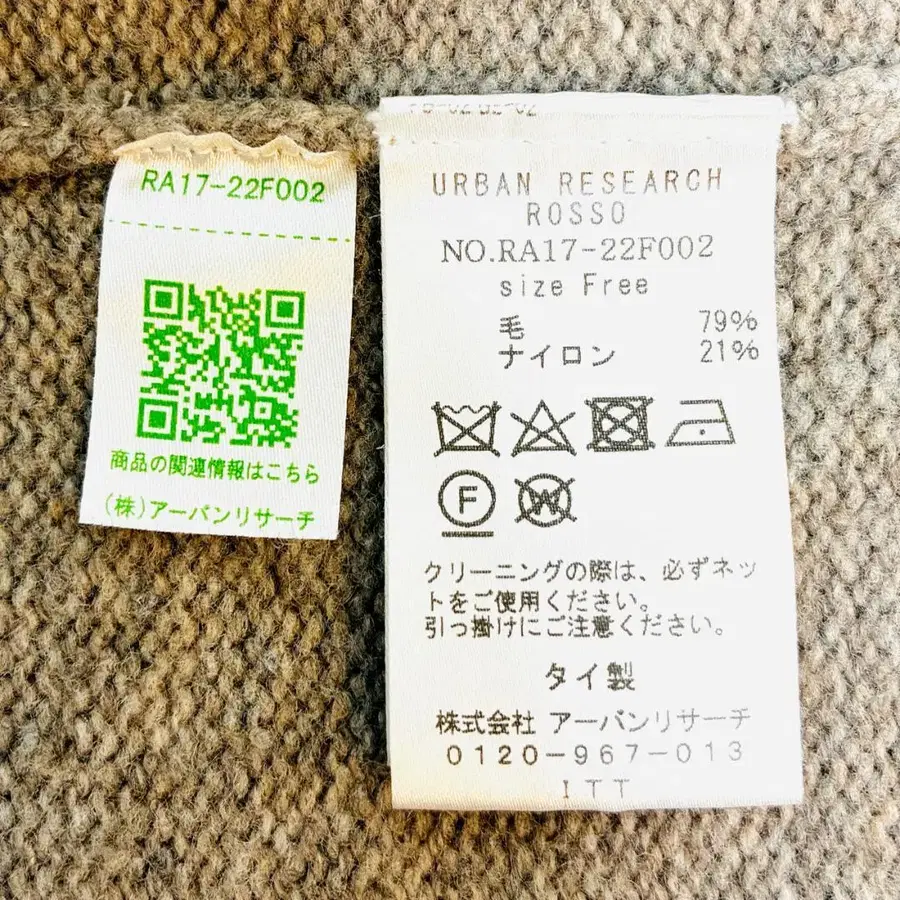 RA17-22F002
商品の関連情報はこちら
(株)アーバンリサーチ
URBAN RESEARCH
ROSSO
NO.RA17-22F002
size Free
毛 79%
ナイロン 21%
F
W
クリーニングの際は、必ずネッ
トをご使用ください。
引っ掛けにご注意ください。
タイ製
株式会社 アーバンリサーチ
0120-967-013
ITT